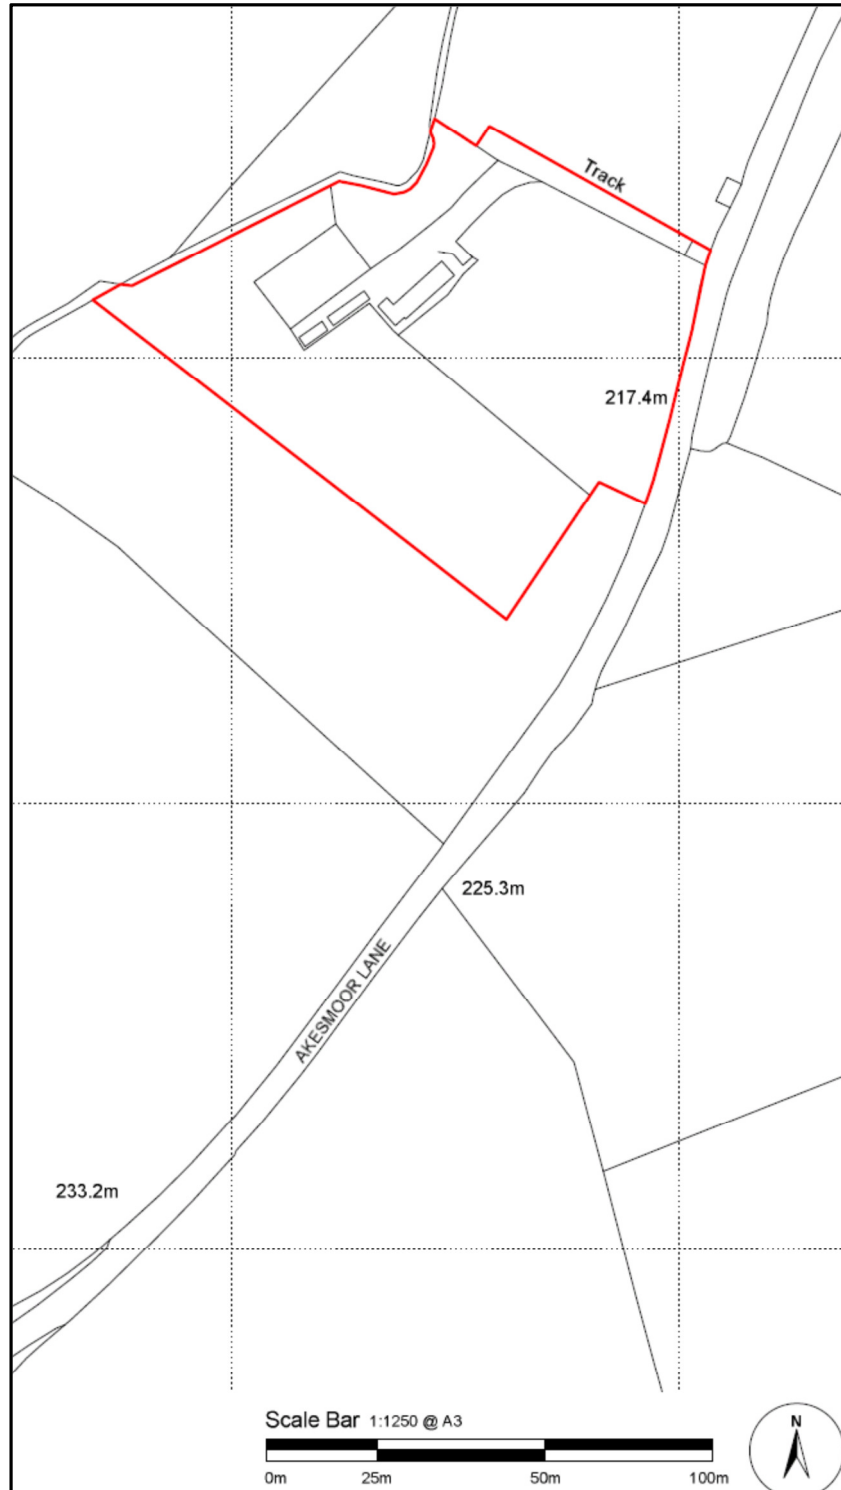 Track
217.4m
225.3m
AKESMOOR LANE
233.2m
Scale Bar 1:1250 @ A3
0m 25m 50m 100m
N